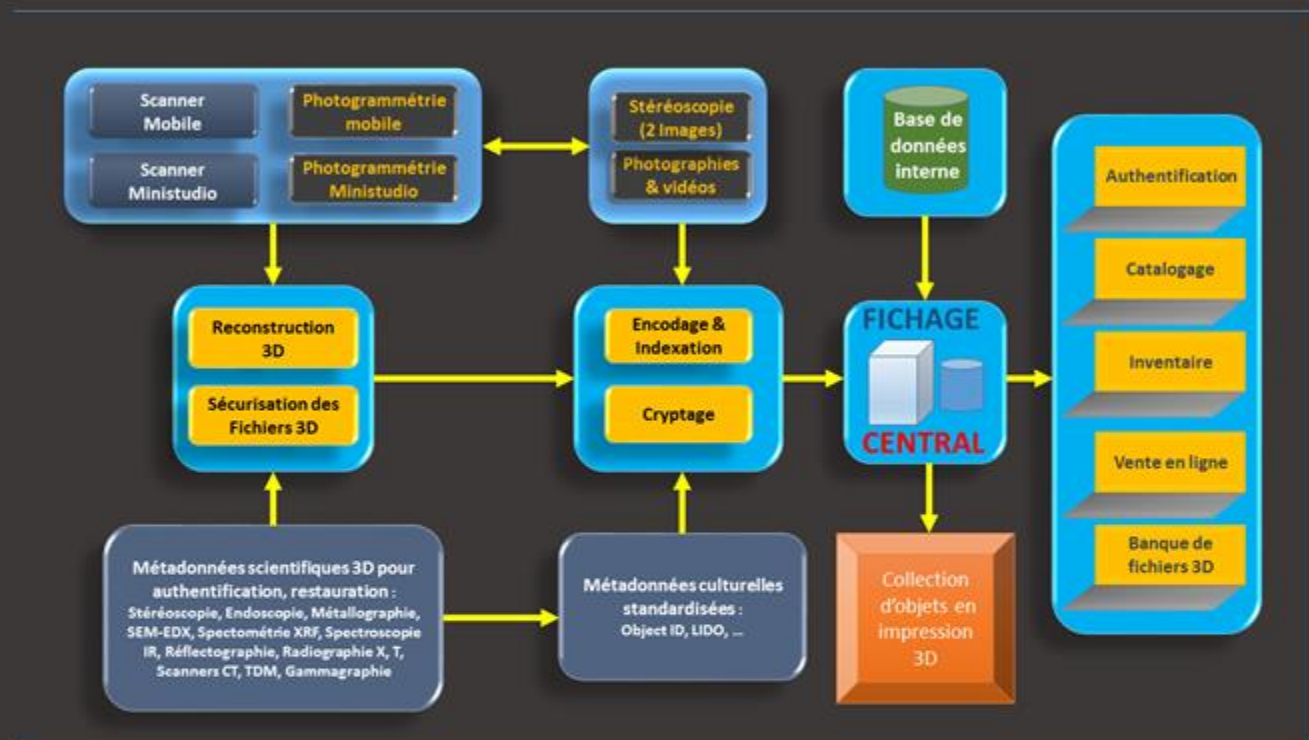 Scanner
Mobile
Photogrammétrie
mobile
Scanner
Ministudio
Photogrammétrie
Ministudio
Stéréoscopie
(2 Images)
Photographies
& vidéos
Base de
données
interne
Authentification
Catalogage
Inventaire
Vente en ligne
Banque de
fichiers 3D
Reconstruction
3D
Sécurisation des
Fichiers 3D
Encodage &
Indexation
Cryptage
FICHAGE
CENTRAL
Métadonnées scientifiques 3D pour
authentification, restauration :
Stéréoscopie, Endoscopie, Métallographie,
SEM-EDX, Spectométrie XRF, Spectroscopie
IR, Réflectographie, Radiographie X, T,
Scanners CT, TDM, Gammagraphie
Métadonnées culturelles
standardisées :
Object ID, LIDO, ...
Collection
d'objets en
impression
3D